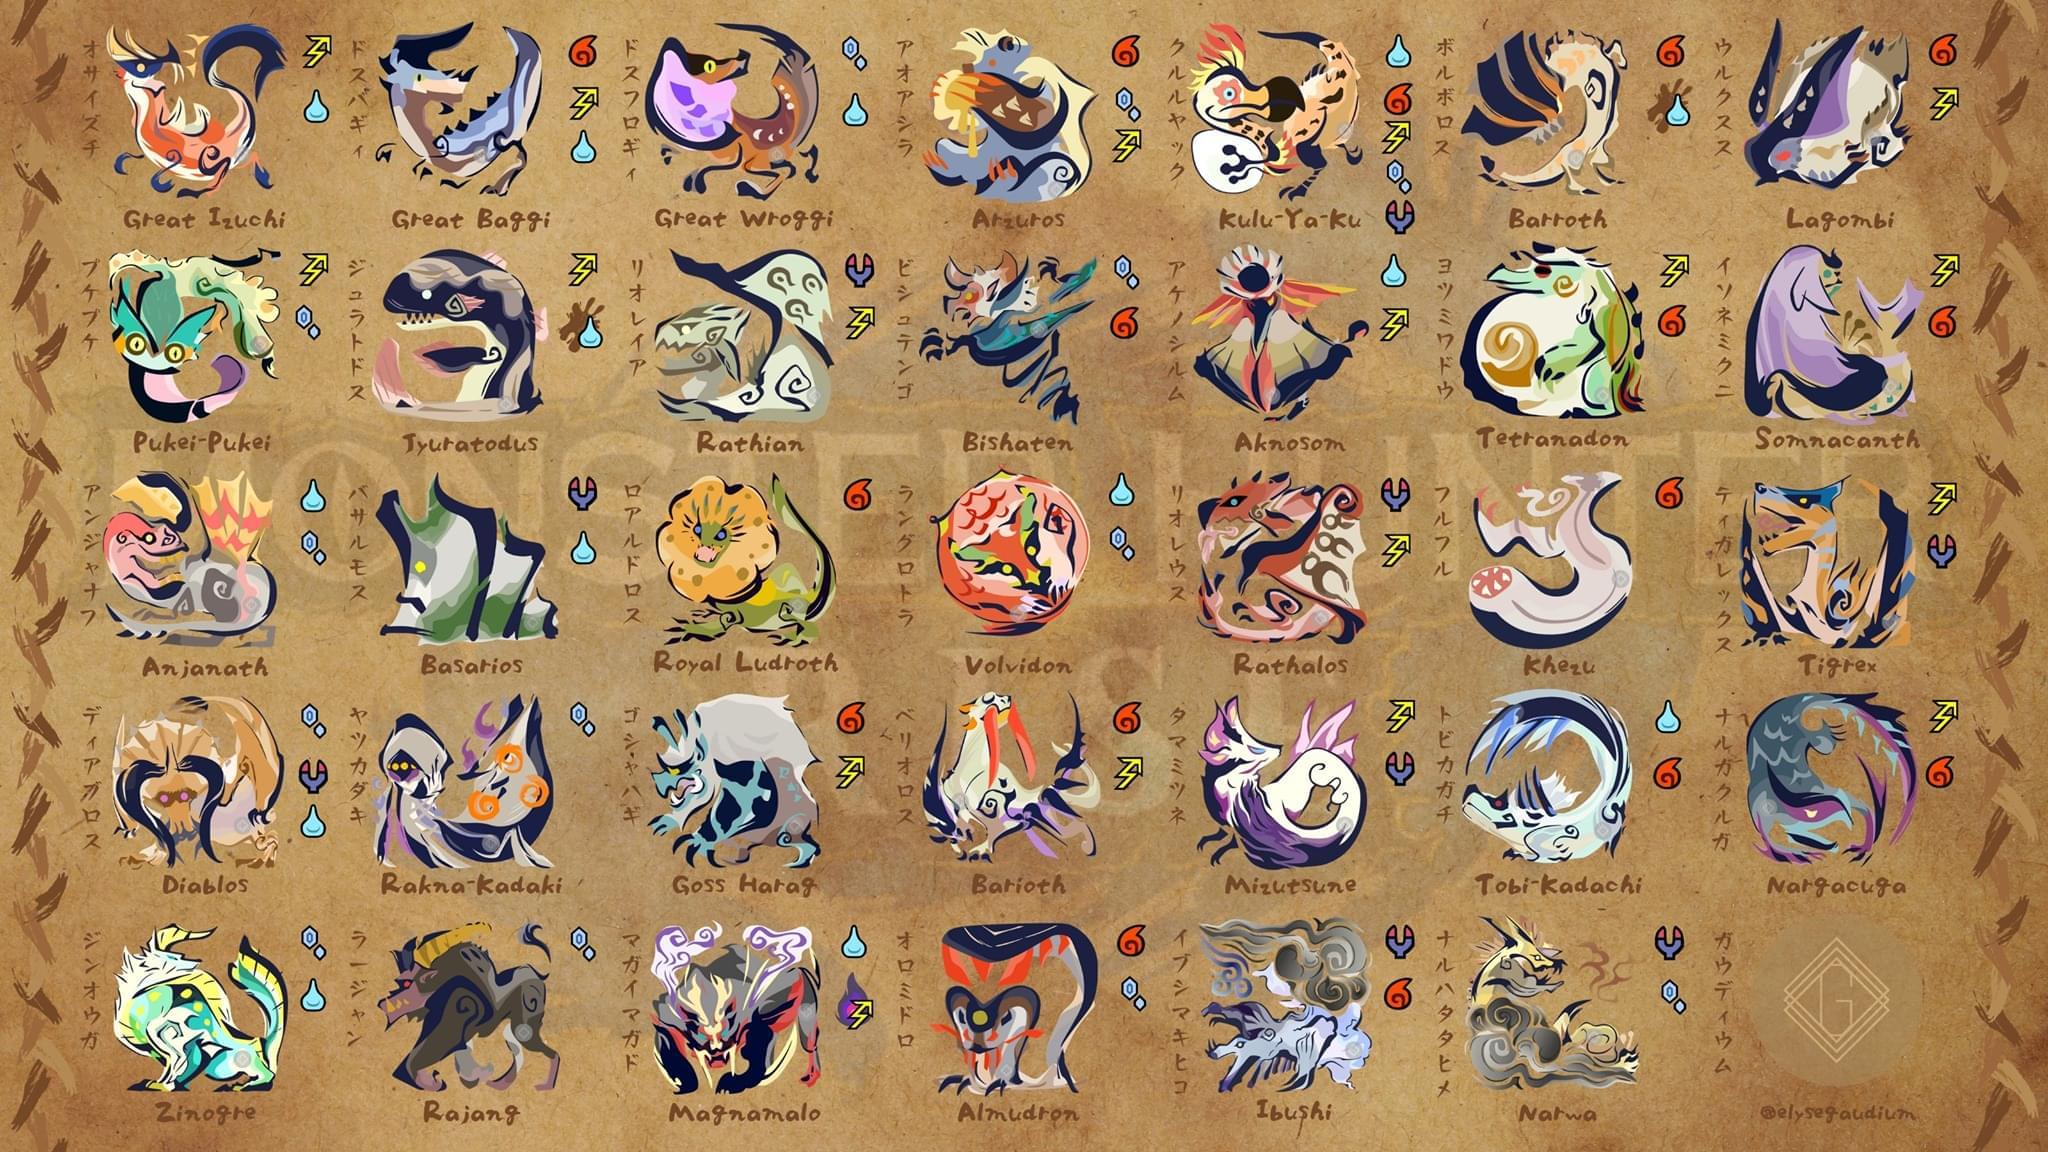 オサイズチ
Great Izuchi
ドスバギィ
Great Baggi
ドスフロギィ
Great Wroggi
アオアシラ
Arzuros
クルルヤック
Kulu-Ya-Ku
ボルボロス
Barroth
ウルクスス
Lagombi
プケプケ
Pukei-Pukei
ジュラトドス
Jyuratodus
リオレイア
Rathian
ビシュテンゴ
Bishaten
アケノシルム
Aknosom
ヨツミワドウ
Tetranadon
イソネミクニ
Somnacanth
アンジャナフ
Anjanath
バサルモス
Basarios
ロアルドロス
Royal Ludroth
ラングロトラ
Volvidon
リオレウス
Rathalos
フルフル
Khezu
ティガレックス
Tigrex
ディアブロス
Diablos
ヤツカダキ
Rakna-Kadaki
ゴシャハギ
Goss Harag
ベリオロス
Barioth
タマミツネ
Mizutsune
トビカガチ
Tobi-Kadachi
ナルガクルガ
Nargacuga
ジンオウガ
Zinogre
ラージャン
Rajang
マガイマガド
Magnamalo
オロミドロ
Almudron
イブシマキヒコ
Ibushi
ナルハタタヒメ
Narwa
ガウディウム
G
@elysegaudium
MONSTER HUNTER
RISE